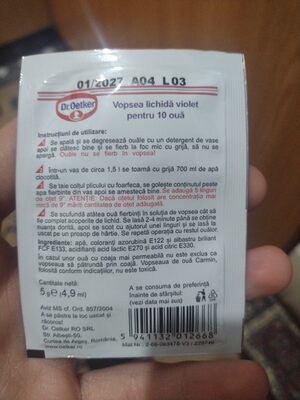 01/2027 A04 L03
Dr.Oetker
Vopsea lichidă violet
pentru 10 ouă
Instrucțiuni de utilizare:
Se spală și se degresează ouăle cu un detergent de vase
apoi se clătesc bine și se fierb la foc mic cu grijă, să nu se
spargă. Ouăle nu se fierb în vopsea!
Într-un vas de circa 1,5 l se toarnă cu grijă 700 ml de apă
clocotită.
Se taie colțul plicului cu foarfeca, se golește conținutul peste
apa fierbinte din vas apoi se amestecă bine. Se adaugă 5 linguri
de oțet 9°. ATENȚIE: Dacă oțetul folosit are concentrația mai
mică de 9° măriți cantitatea de oțet adăugată.
Se scufundă atâtea ouă fierbinți în soluția de vopsea cât să
fie complet acoperite de lichid. Se lasă 2-4 minute până se obține
nuanța dorită, apoi se scot cu ajutorul unei linguri și se lasă la
uscat pe un prosop de hârtie. Se repetă operația cu restul ouălor.
Ingrediente: apă, coloranți azorubină E122 și albastru briliant
FCF E133, acidifianți acid lactic E270 și acid citric E330.
În cazul unor ouă cu coaja mai permeabilă nu este exclus ca
vopseaua să pătrundă prin coajă. Vopseaua de ouă Carmin,
folosită conform indicațiilor, nu este toxică.
Cantitate netă:
5 g e (4,9 ml)
A se consuma de preferință
înainte de sfârșitul:
(vezi data mai sus)
Aviz MS cf. Ord. 857/2004
A se păstra la loc uscat și
răcoros!
Dr. Oetker RO SRL
Str. Albești-50,
Curtea de Argeș, România,
www.oetker.ro
5 941132 012668